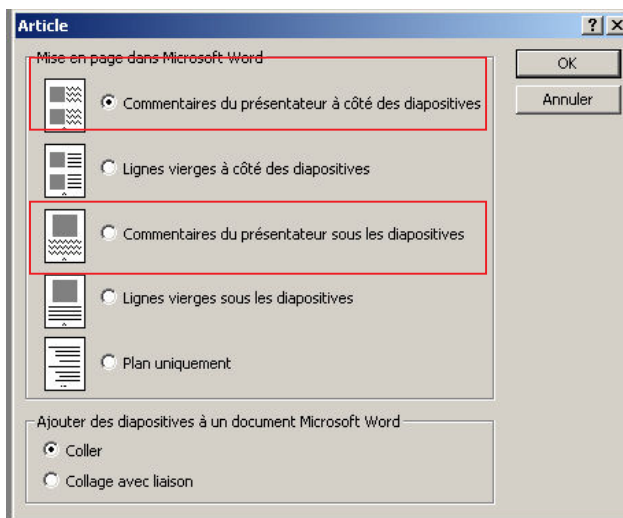 Article
Mise en page dans Microsoft Word
OK
Commentaires du présentateur à côté des diapositives
Annuler
Lignes vierges à côté des diapositives
Commentaires du présentateur sous les diapositives
Lignes vierges sous les diapositives
Plan uniquement
Ajouter des diapositives à un document Microsoft Word
Coller
Collage avec liaison